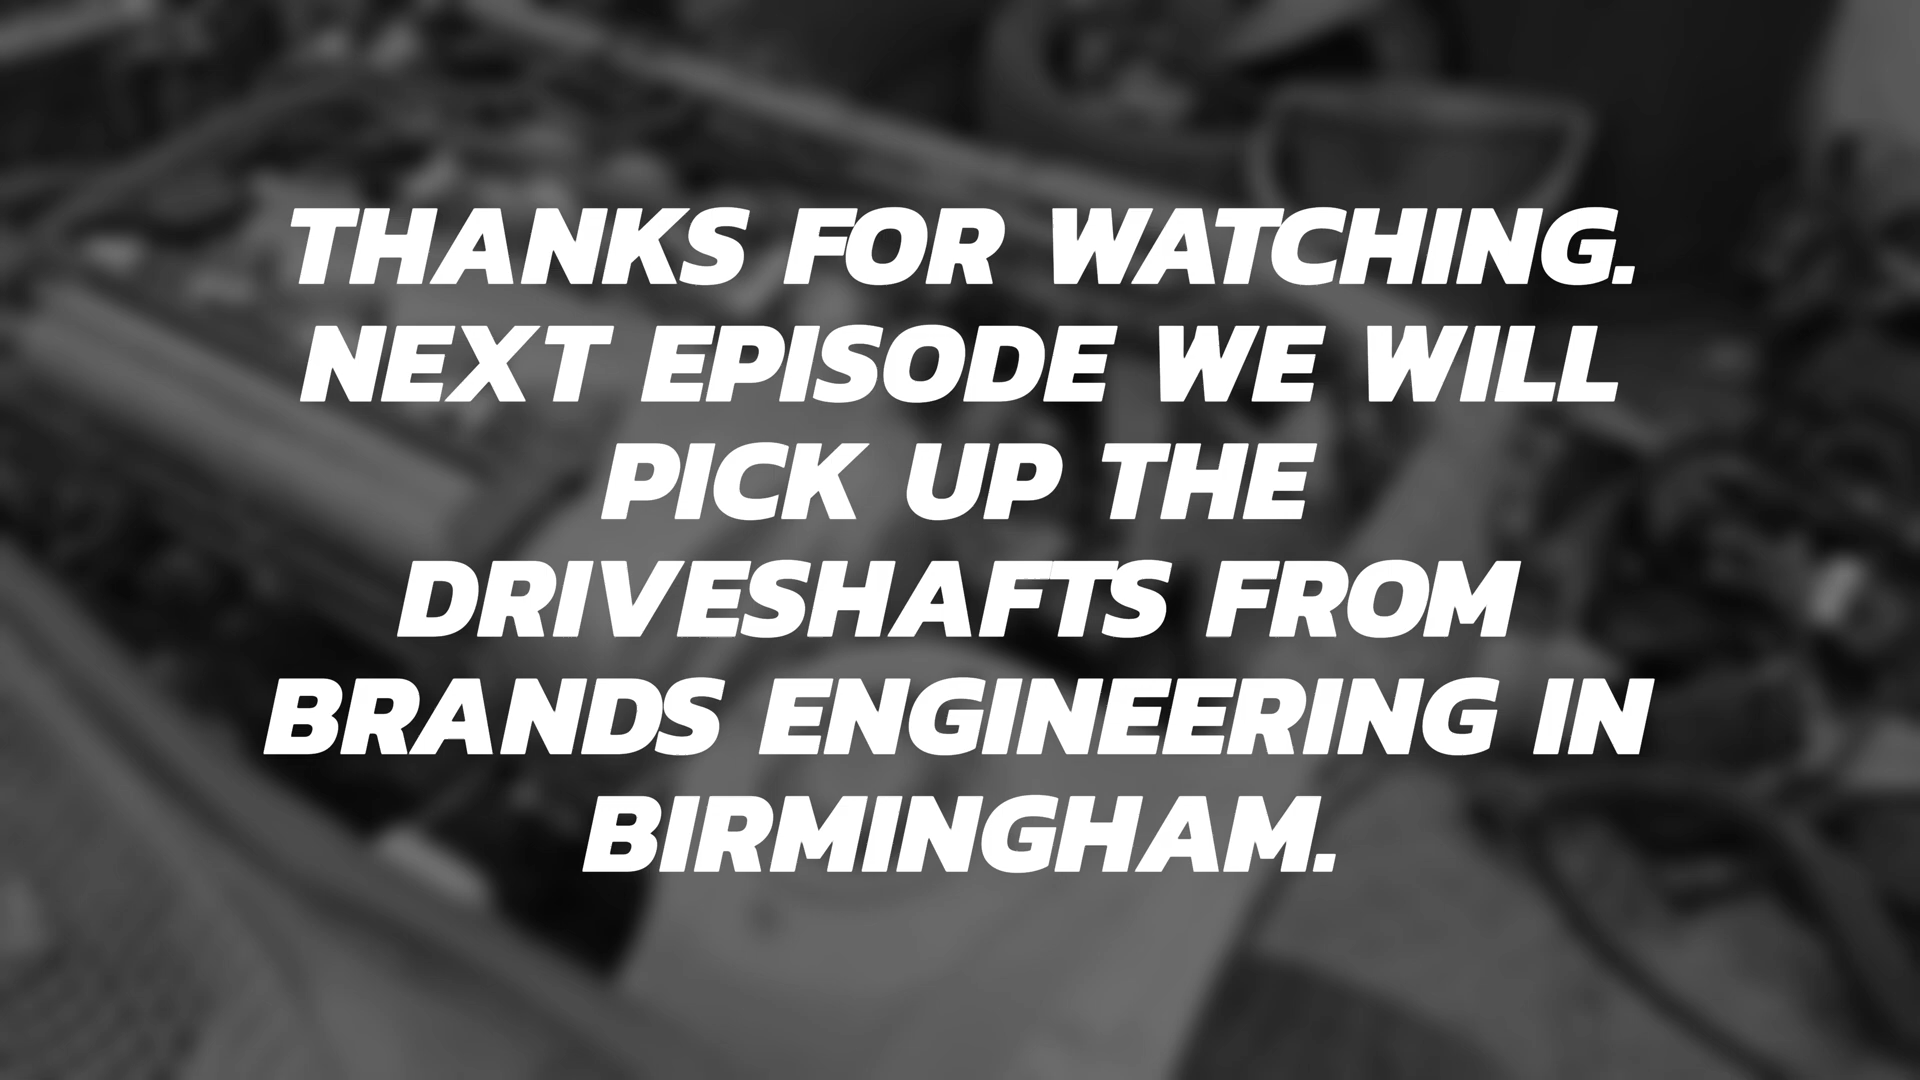 THANKS FOR WATCHING.
NEXT EPISODE WE WILL
PICK UP THE
DRIVESHAFTS FROM
BRANDS ENGINEERING IN
BIRMINGHAM.